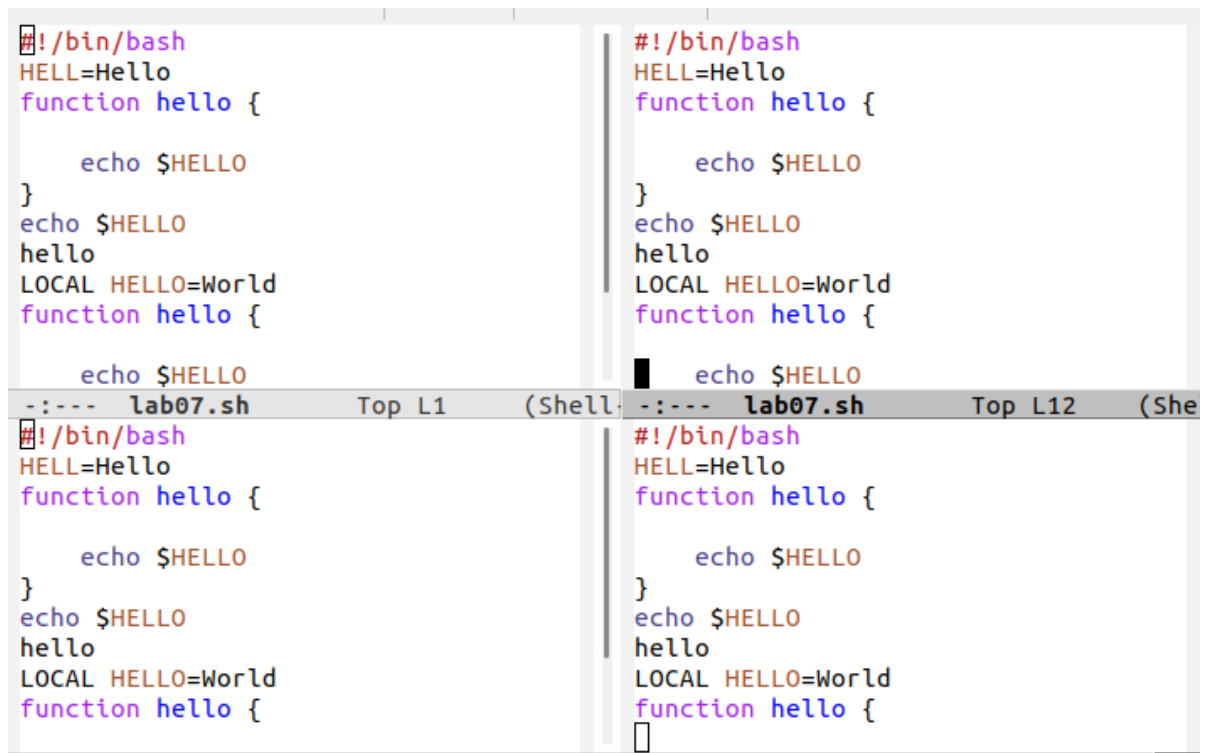 #!/bin/bash
HELL=Hello
function hello {
echo $HELLO
}
echo $HELLO
hello
LOCAL HELLO=World
function hello {
echo $HELLO
-:--- lab07.sh Top L1 (Shell-
#!/bin/bash
HELL=Hello
function hello {
echo $HELLO
}
echo $HELLO
hello
LOCAL HELLO=World
function hello {
echo $HELLO
-:--- lab07.sh Top L12 (She
#!/bin/bash
HELL=Hello
function hello {
echo $HELLO
}
echo $HELLO
hello
LOCAL HELLO=World
function hello {
#!/bin/bash
HELL=Hello
function hello {
echo $HELLO
}
echo $HELLO
hello
LOCAL HELLO=World
function hello {